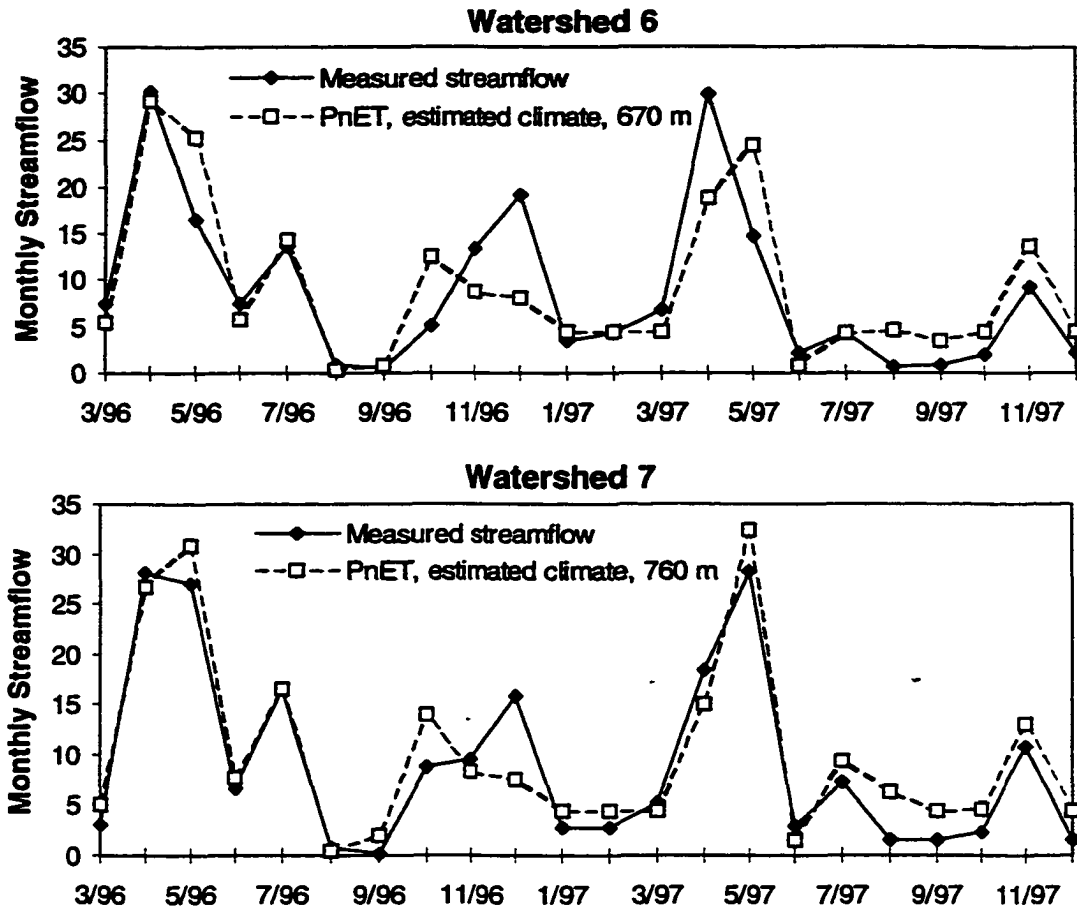 Watershed 6
Monthly Streamflow
35
30
25
20
15
10
5
0
Measured streamflow
PnET, estimated climate, 670 m
3/96 5/96 7/96 9/96 11/96 1/97 3/97 5/97 7/97 9/97 11/97
Watershed 7
Monthly Streamflow
35
30
25
20
15
10
5
0
Measured streamflow
PnET, estimated climate, 760 m
3/96 5/96 7/96 9/96 11/96 1/97 3/97 5/97 7/97 9/97 11/97